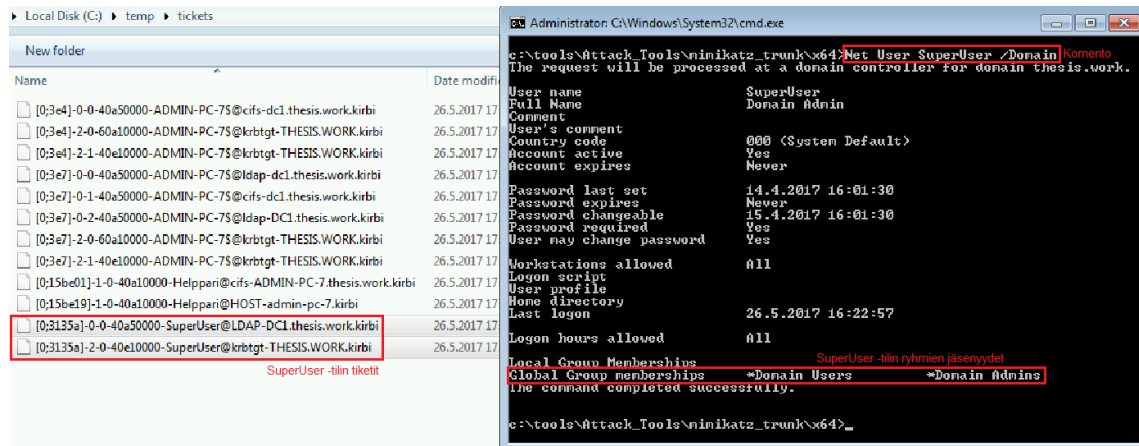 Local Disk (C:) ▸ temp ▸ tickets
New folder
Name
Date modifi
[0;3e4]-0-0-40a50000-ADMIN-PC-7$@cifs-dc1.thesis.work.kirbi 26.5.2017 17
[0;3e4]-2-0-60a10000-ADMIN-PC-7$@krbtgt-THESIS.WORK.kirbi 26.5.2017 17
[0;3e4]-2-1-40e10000-ADMIN-PC-7$@krbtgt-THESIS.WORK.kirbi 26.5.2017 17
[0;3e7]-0-0-40a50000-ADMIN-PC-7$@ldap-dc1.thesis.work.kirbi 26.5.2017 17
[0;3e7]-0-1-40a50000-ADMIN-PC-7$@cifs-dc1.thesis.work.kirbi 26.5.2017 17
[0;3e7]-0-2-40a50000-ADMIN-PC-7$@ldap-DC1.thesis.work.kirbi 26.5.2017 17
[0;3e7]-2-0-60a10000-ADMIN-PC-7$@krbtgt-THESIS.WORK.kirbi 26.5.2017 17
[0;3e7]-2-1-40e10000-ADMIN-PC-7$@krbtgt-THESIS.WORK.kirbi 26.5.2017 17
[0;15be01]-1-0-40a10000-Helppari@cifs-ADMIN-PC-7.thesis.work.kirbi 26.5.2017 17
[0;15be19]-1-0-40a10000-Helppari@HOST-admin-pc-7.kirbi 26.5.2017 17
[0;3135a]-0-0-40a50000-SuperUser@LDAP-DC1.thesis.work.kirbi 26.5.2017 17
[0;3135a]-2-0-40e10000-SuperUser@krbtgt-THESIS.WORK.kirbi 26.5.2017 17
SuperUser -tilin tiketit
Administrator: C:\Windows\System32\cmd.exe
c:\tools\Attack_Tools\mimikatz_trunk\x64>Net User SuperUser /Domain Komento
The request will be processed at a domain controller for domain thesis.work.
User name SuperUser
Full Name Domain Admin
Comment
User's comment
Country code 000 (System Default)
Account active Yes
Account expires Never
Password last set 14.4.2017 16:01:30
Password expires Never
Password changeable 15.4.2017 16:01:30
Password required Yes
User may change password Yes
Workstations allowed All
Logon script
User profile
Home directory
Last logon 26.5.2017 16:22:57
Logon hours allowed All
Local Group Memberships SuperUser -tilin ryhmien jäsenyydet
Global Group memberships *Domain Users *Domain Admins
The command completed successfully.
c:\tools\Attack_Tools\mimikatz_trunk\x64>_